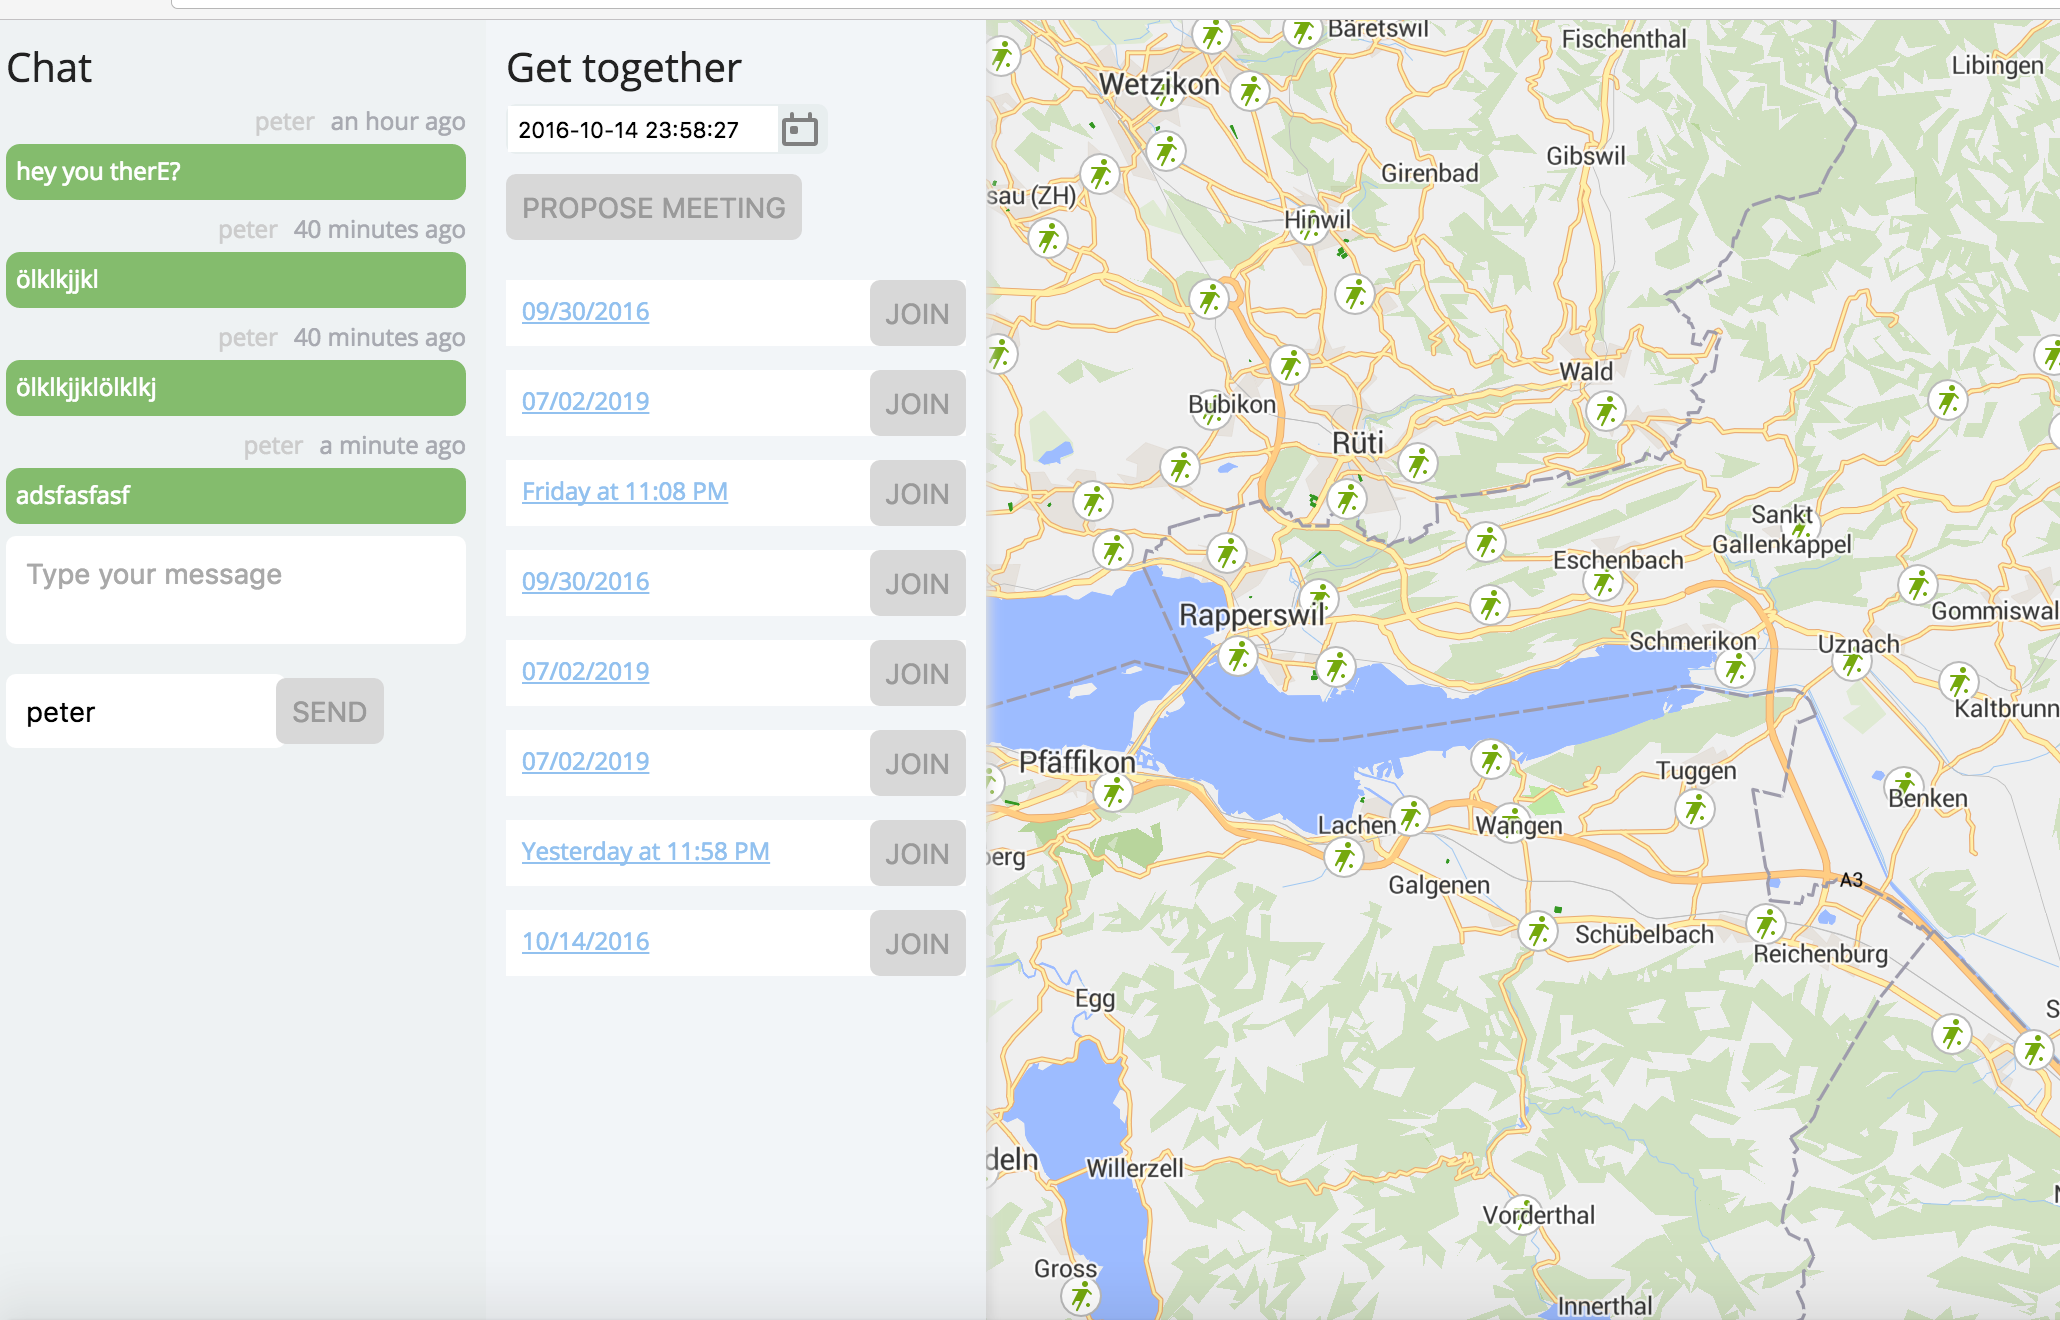 Chat
peter an hour ago
hey you therE?
peter 40 minutes ago
ölklkjjkl
peter 40 minutes ago
ölklkjjklölklkj
peter a minute ago
adsfasfasf
Type your message
peter
SEND
Get together
2016-10-14 23:58:27
PROPOSE MEETING
09/30/2016 JOIN
07/02/2019 JOIN
Friday at 11:08 PM JOIN
09/30/2016 JOIN
07/02/2019 JOIN
07/02/2019 JOIN
Yesterday at 11:58 PM JOIN
10/14/2016 JOIN
Bäretswil
Fischenthal
Libingen
Wetzikon
Gibswil
Girenbad
sau (ZH)
Hinwil
Wald
Bubikon
Rüti
Sankt
Gallenkappel
Eschenbach
Gommiswal
Rapperswil
Schmerikon
Uznach
Kaltbrunn
Pfäffikon
Tuggen
Benken
Lachen
Wangen
berg
A3
Galgenen
Schübelbach
Reichenburg
Egg
deln
Willerzell
Vorderthal
Gross
Innerthal